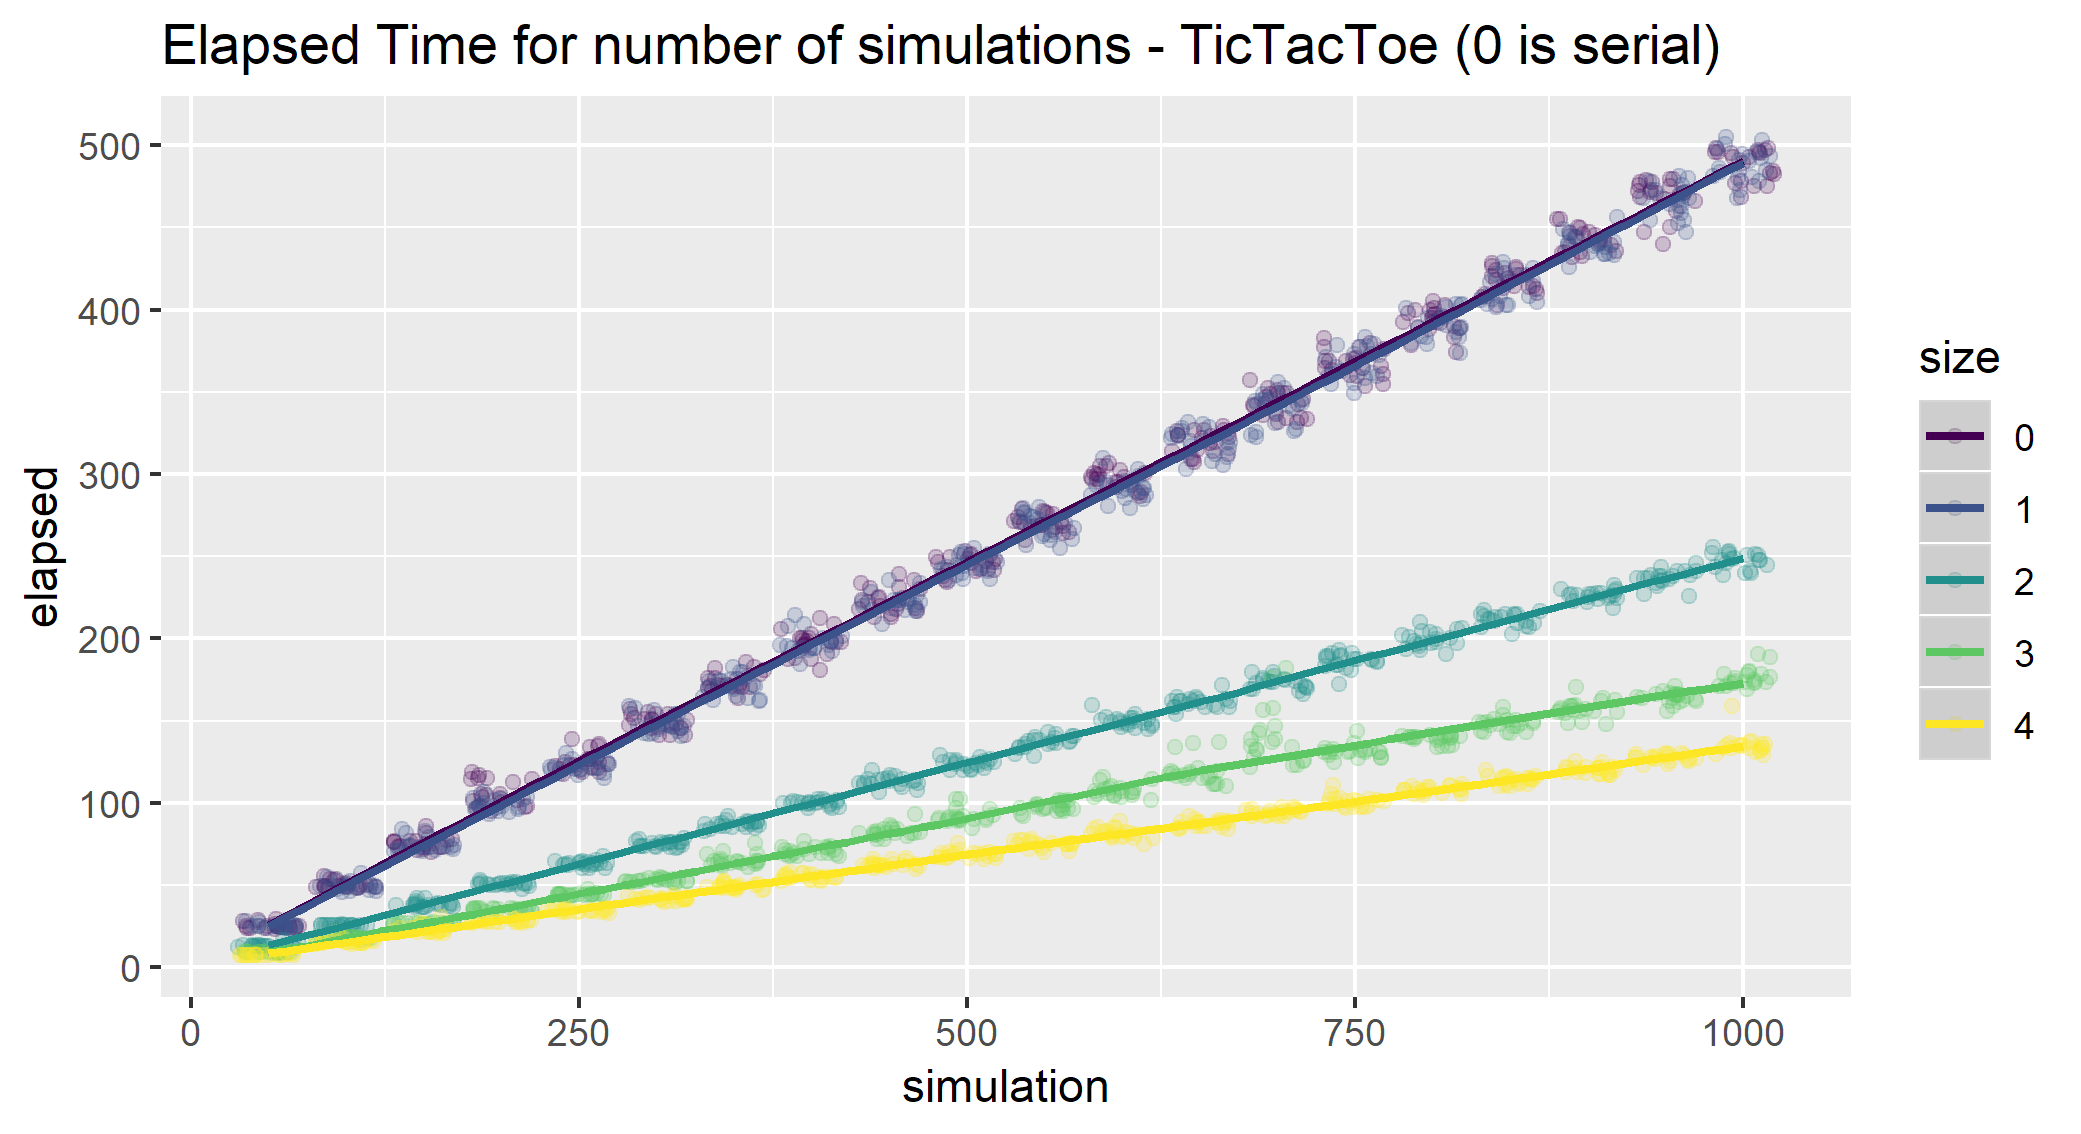 Elapsed Time for number of simulations - TicTacToe (0 is serial)
500
400
300
200
100
0
elapsed
0 250 500 750 1000
simulation
size
0
1
2
3
4